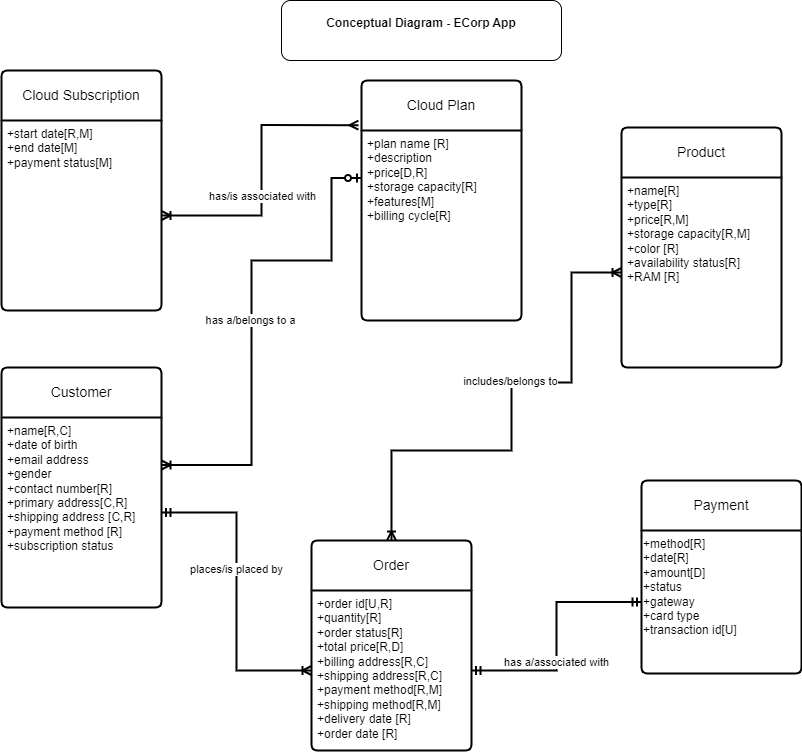 Conceptual Diagram - ECorp App
Cloud Subscription
+start date[R,M]
+end date[M]
+payment status[M]
Cloud Plan
+plan name [R]
+description
+price[D,R]
+storage capacity[R]
+features[M]
+billing cycle[R]
Product
+name[R]
+type[R]
+price[R,M]
+storage capacity[R,M]
+color [R]
+availability status[R]
+RAM [R]
has/is associated with
has a/belongs to a
includes/belongs to
Customer
+name[R,C]
+date of birth
+email address
+gender
+contact number[R]
+primary address[C,R]
+shipping address [C,R]
+payment method [R]
+subscription status
places/is placed by
Order
+order id[U,R]
+quantity[R]
+order status[R]
+total price[R,D]
+billing address[R,C]
+shipping address[R,C]
+payment method[R,M]
+shipping method[R,M]
+delivery date [R]
+order date [R]
has a/associated with
Payment
+method[R]
+date[R]
+amount[D]
+status
+gateway
+card type
+transaction id[U]